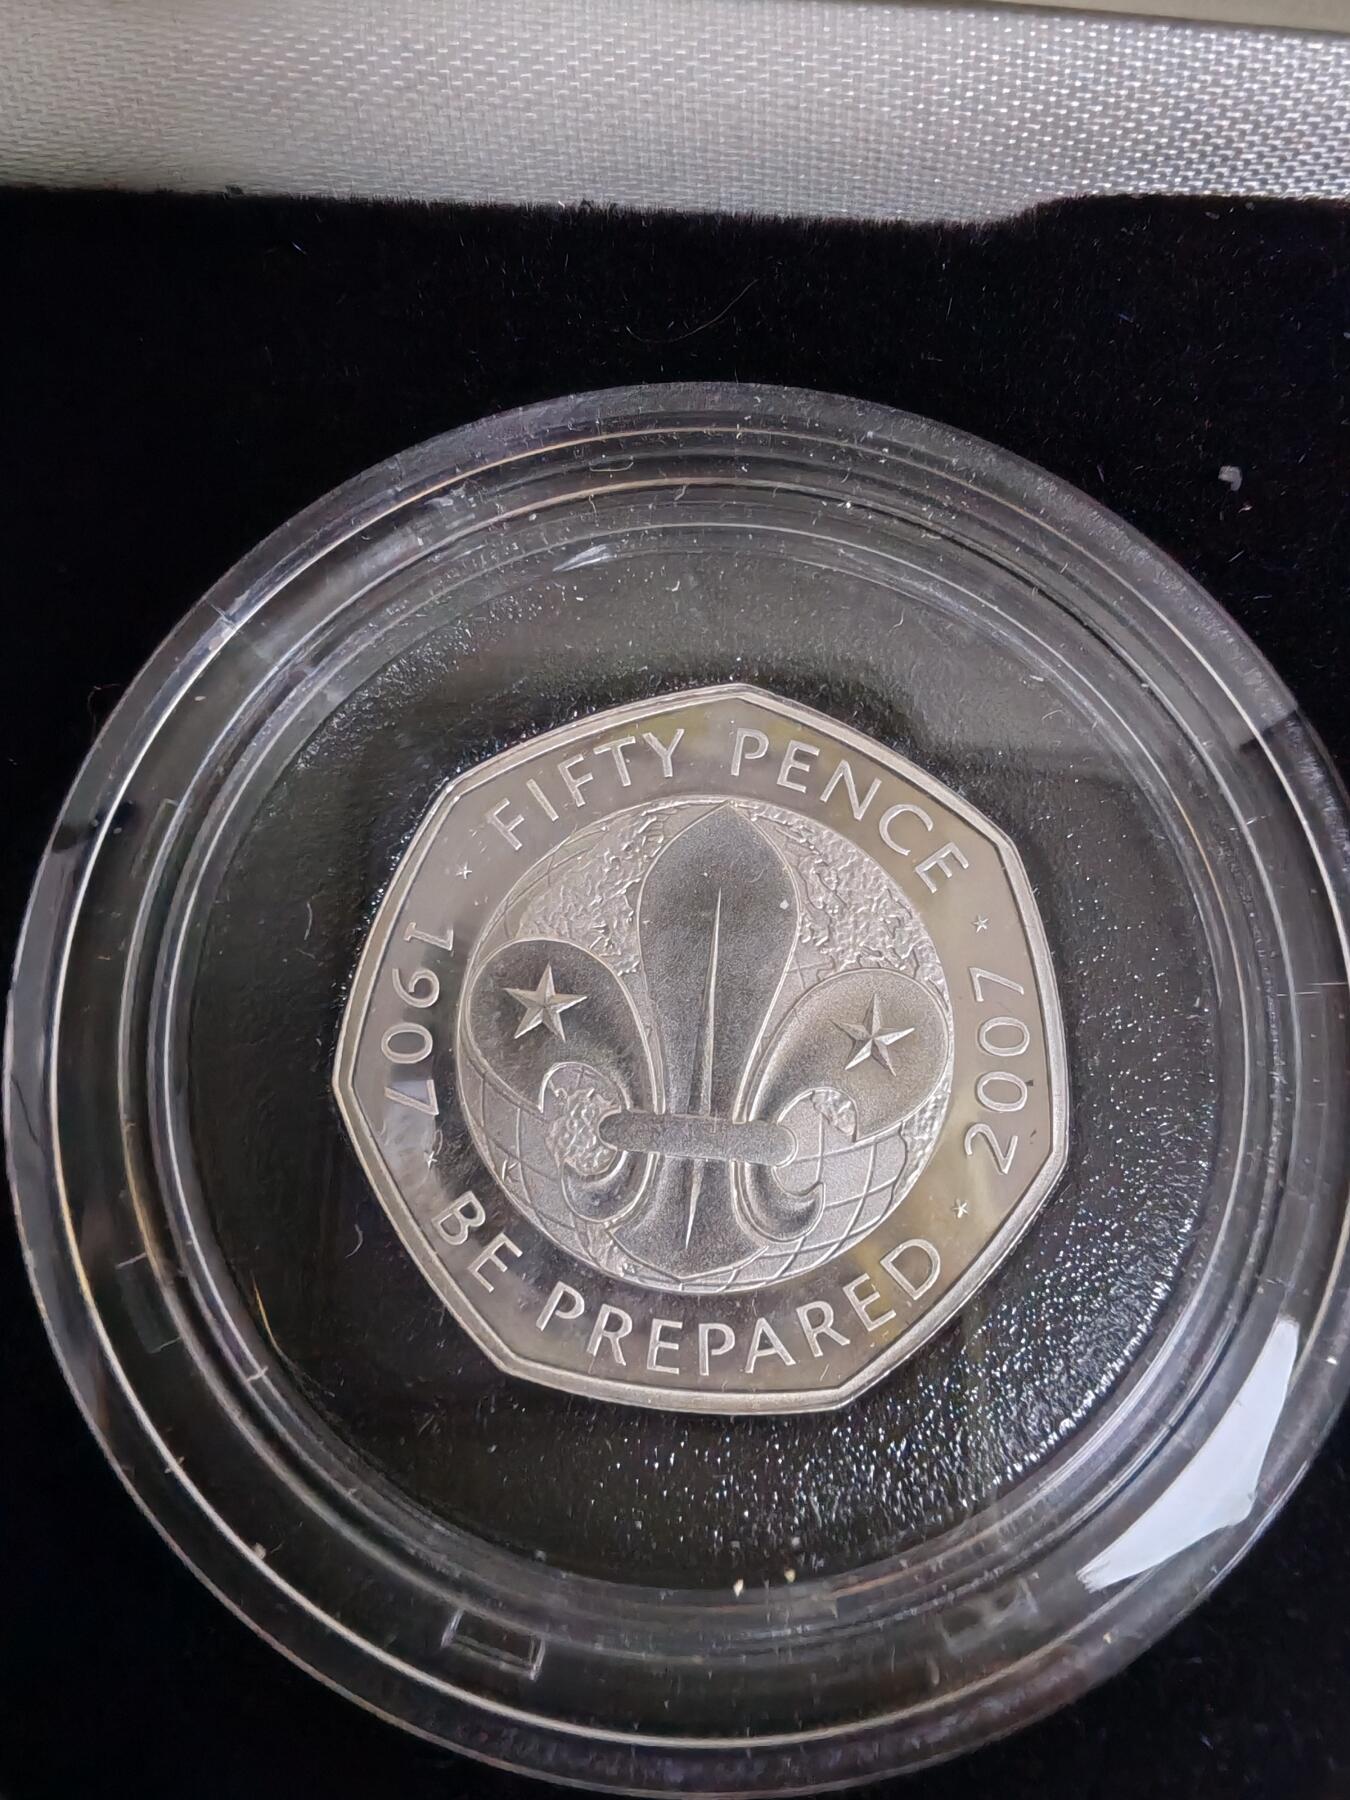 FIFTY PENCE
2007
BE PREPARED
1907